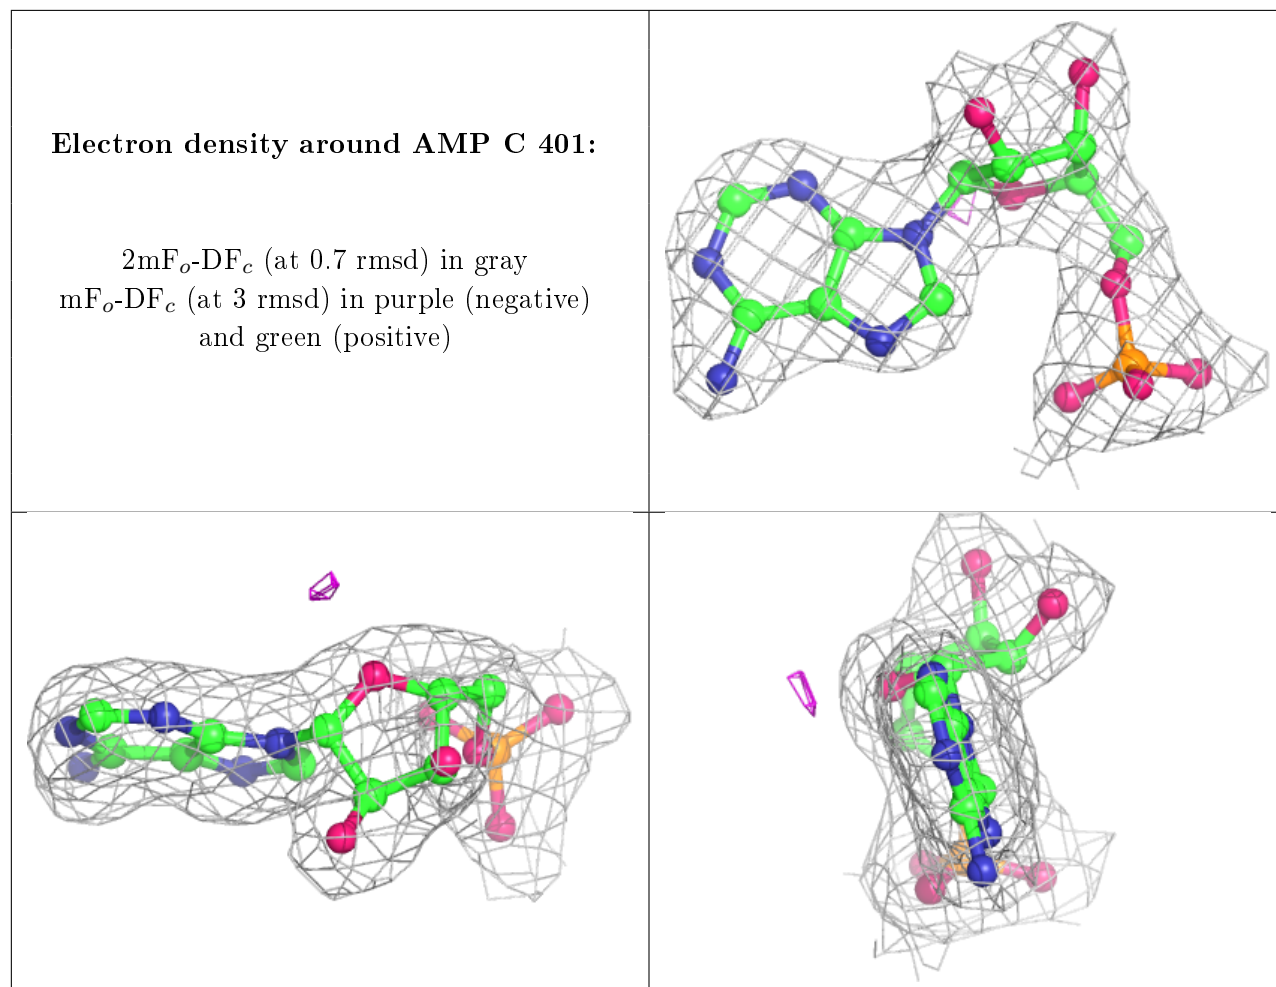 Electron density around AMP C 401:
2mFo-DFc (at 0.7 rmsd) in gray
mFo-DFc (at 3 rmsd) in purple (negative)
and green (positive)